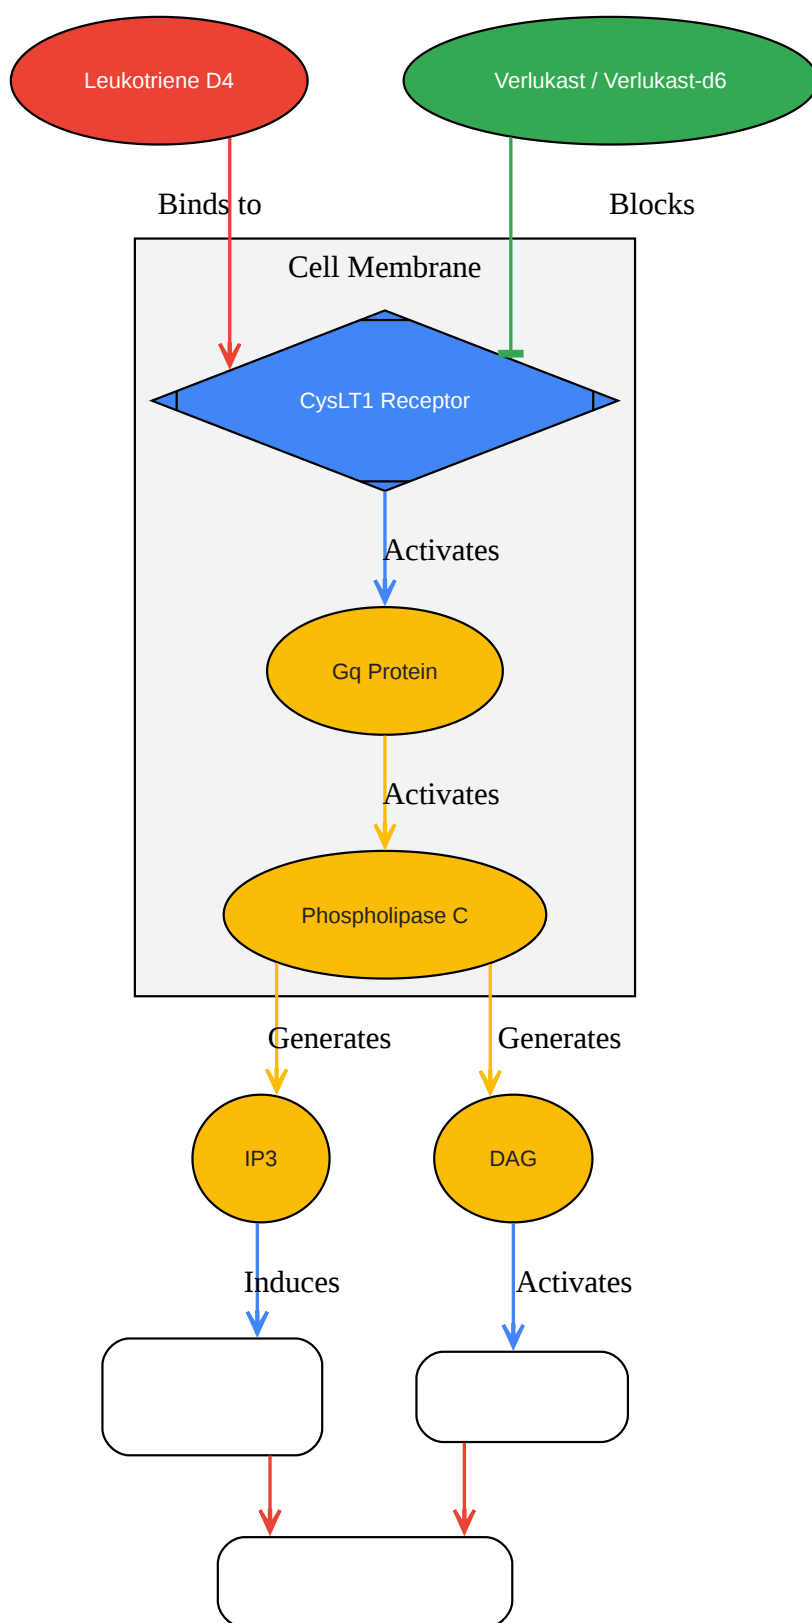 Leukotriene D4
Verlukast / Verlukast-d6
Binds to
Blocks
Cell Membrane
CysLT1 Receptor
Activates
Gq Protein
Activates
Phospholipase C
Generates
Generates
IP3
DAG
Induces
Activates